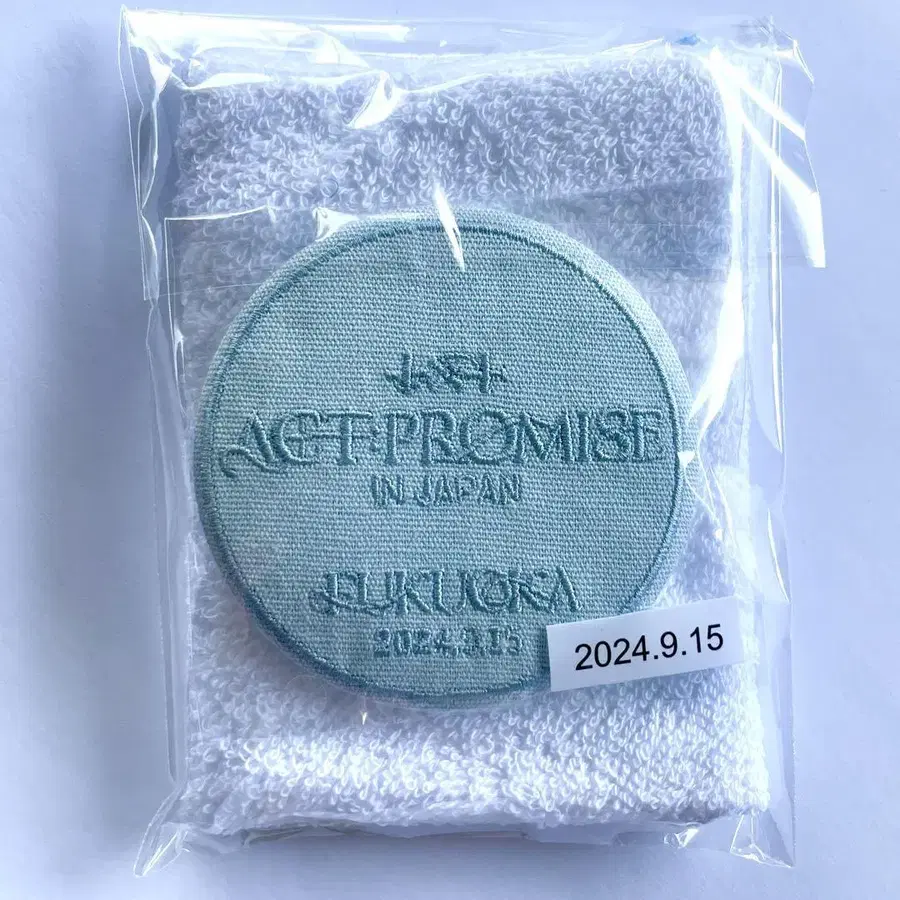 ACT:PROMISE
IN JAPAN
FUKUOKA
2024.9.15
2024.9.15